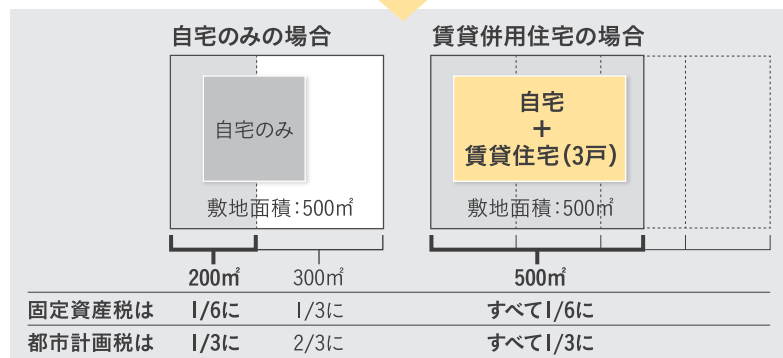 自宅のみの場合
自宅のみ
敷地面積：500㎡
賃貸併用住宅の場合
自宅
+
賃貸住宅（3戸）
敷地面積：500㎡
200㎡ 300㎡ 500㎡
固定資産税は 1/6に 1/3に すべて1/6に
都市計画税は 1/3に 2/3に すべて1/3に